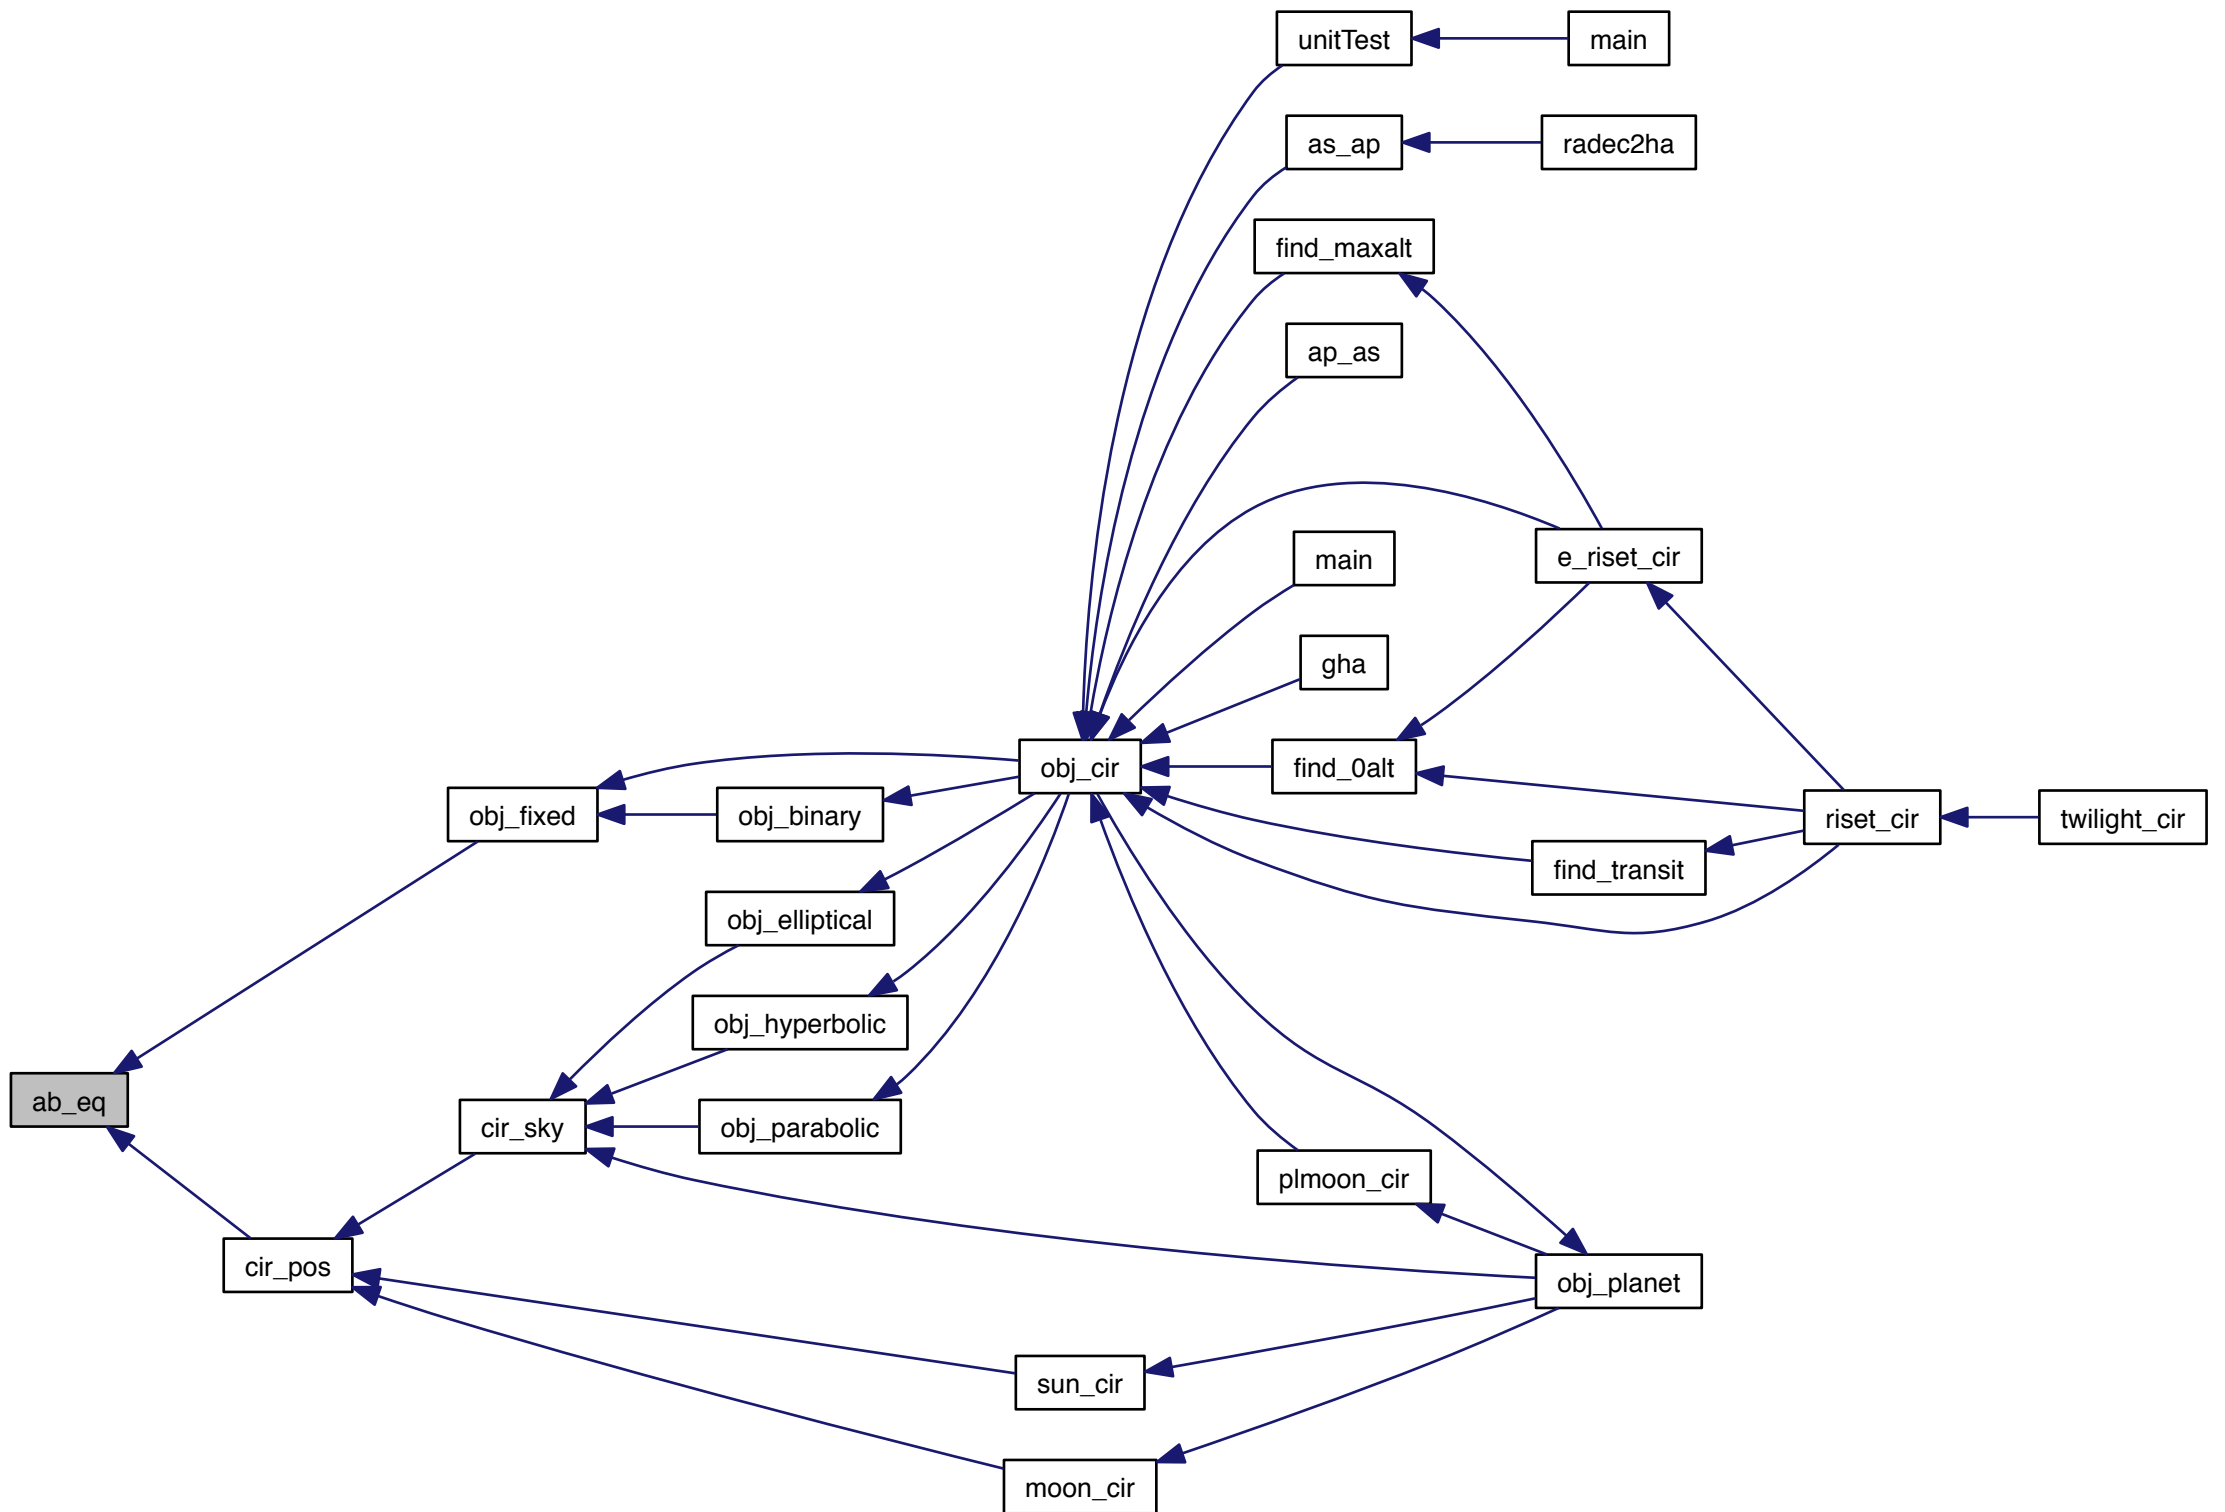 unitTest
main
as_ap
radec2ha
find_maxalt
ap_as
e_riset_cir
main
gha
obj_cir
find_0alt
obj_fixed
obj_binary
riset_cir
twilight_cir
find_transit
obj_elliptical
obj_hyperbolic
ab_eq
cir_sky
obj_parabolic
plmoon_cir
cir_pos
obj_planet
sun_cir
moon_cir